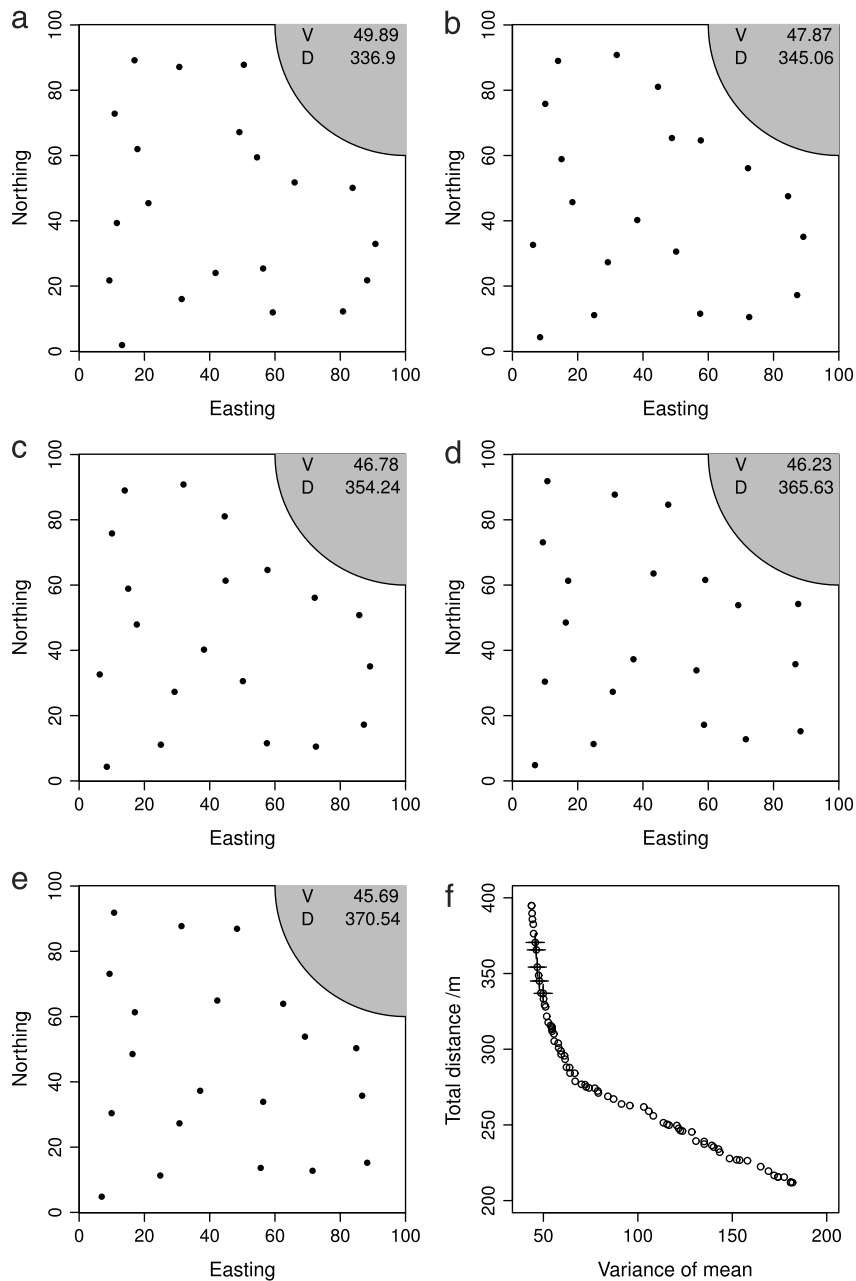 a
V 49.89
D 336.9
100
80
60
40
20
0
Northing
0 20 40 60 80 100
Easting
b
V 47.87
D 345.06
100
80
60
40
20
0
Northing
0 20 40 60 80 100
Easting
c
V 46.78
D 354.24
100
80
60
40
20
0
Northing
0 20 40 60 80 100
Easting
d
V 46.23
D 365.63
100
80
60
40
20
0
Northing
0 20 40 60 80 100
Easting
e
V 45.69
D 370.54
100
80
60
40
20
0
Northing
0 20 40 60 80 100
Easting
f
400
350
300
250
200
Total distance /m
50 100 150 200
Variance of mean